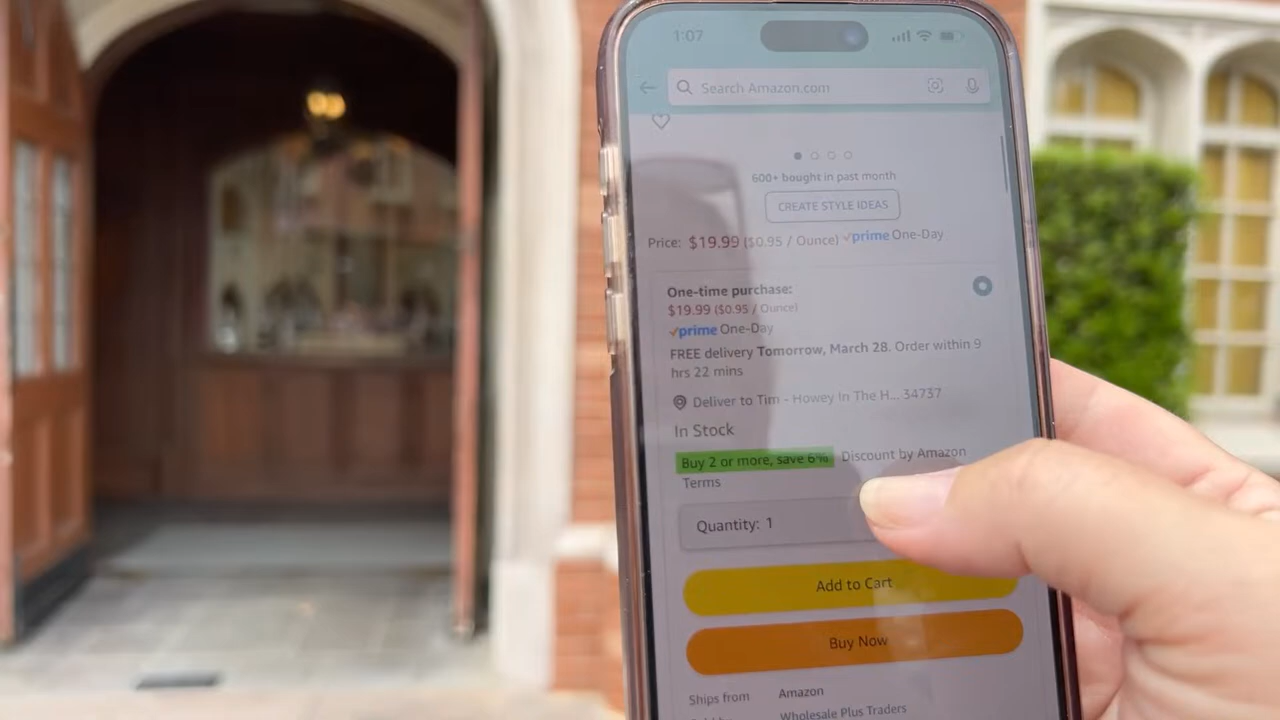 1:07
Search Amazon.com
600+ bought in past month
CREATE STYLE IDEAS
Price: $19.99 ($0.95 / Ounce) prime One-Day
One-time purchase:
$19.99 ($0.95 / Ounce)
prime One-Day
FREE delivery Tomorrow, March 28. Order within 9
hrs 22 mins
Deliver to Tim - Howey In The H... 34737
In Stock
Buy 2 or more, save 6% Discount by Amazon
Terms
Quantity: 1
Add to Cart
Buy Now
Ships from Amazon
Wholesale Plus Traders